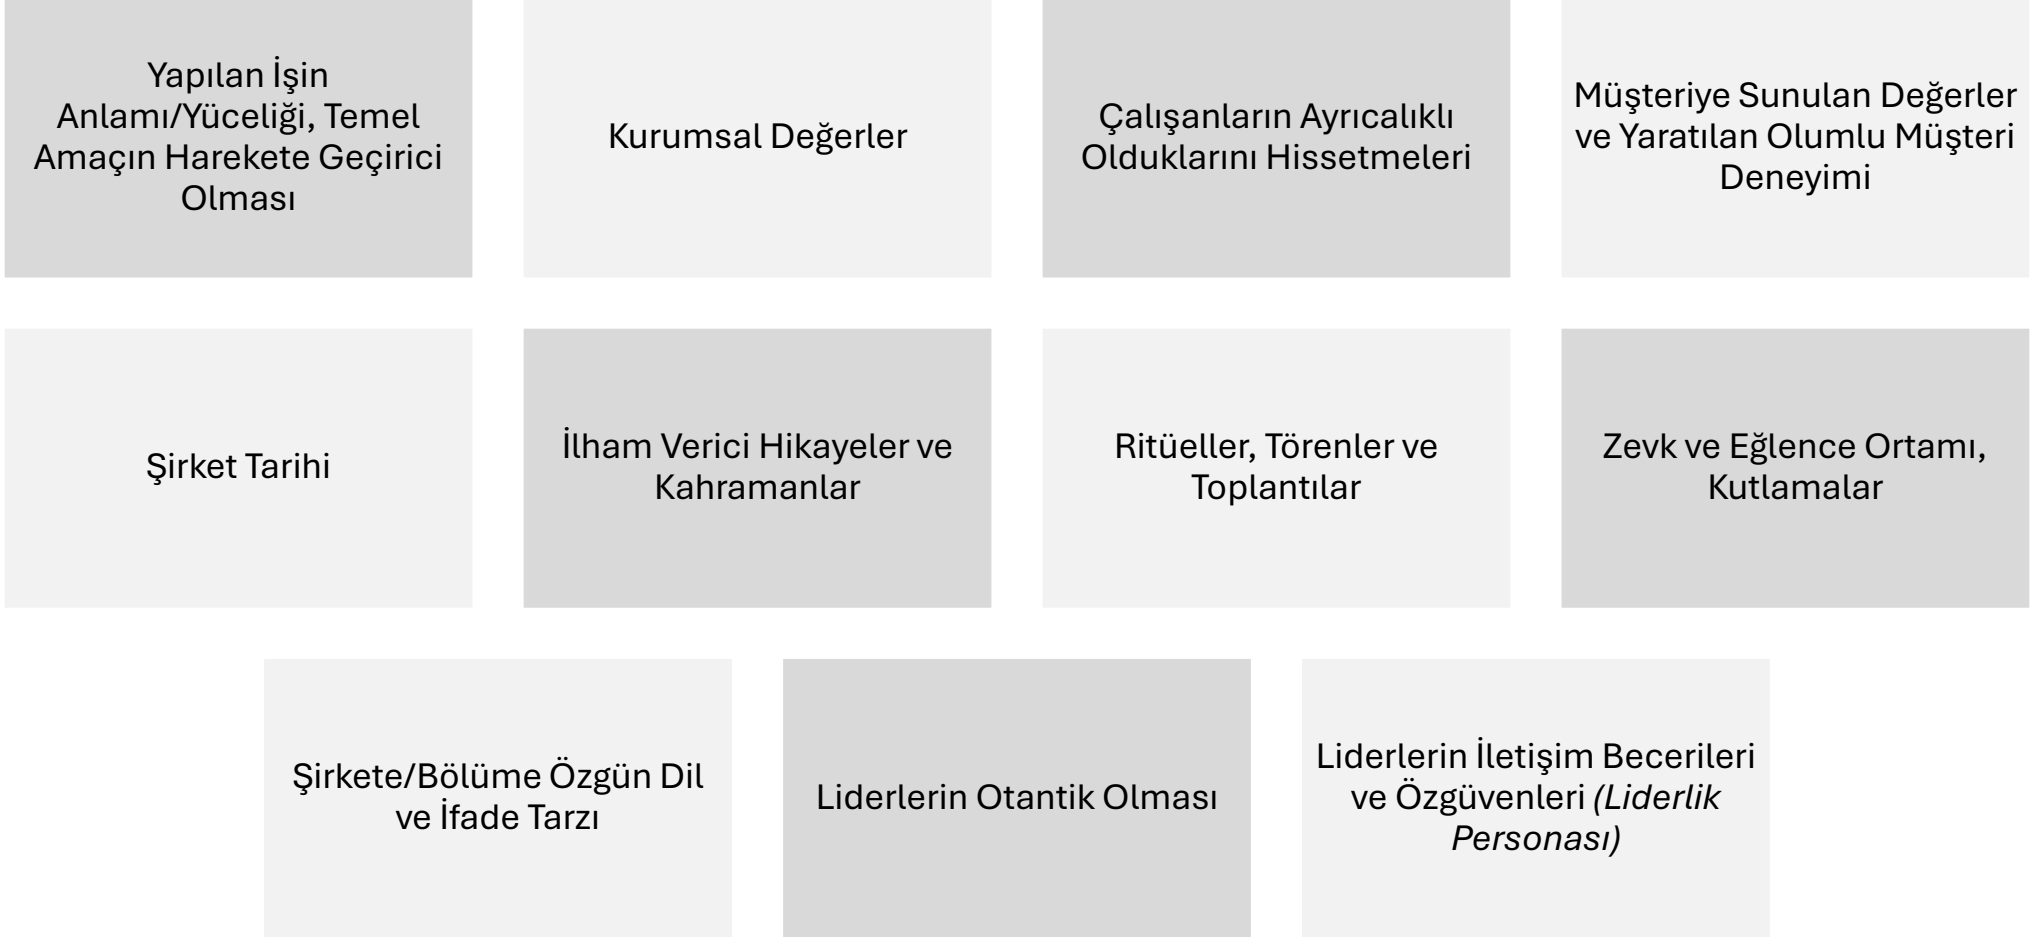 Yapılan İşin
Anlamı/Yüceliği, Temel
Amaçın Harekete Geçirici
Olması
Kurumsal Değerler
Çalışanların Ayrıcalıklı
Olduklarını Hissetmeleri
Müşteriye Sunulan Değerler
ve Yaratılan Olumlu Müşteri
Deneyimi
Şirket Tarihi
İlham Verici Hikayeler ve
Kahramanlar
Ritüeller, Törenler ve
Toplantılar
Zevk ve Eğlence Ortamı,
Kutlamalar
Şirkete/Bölüme Özgün Dil
ve İfade Tarzı
Liderlerin Otantik Olması
Liderlerin İletişim Becerileri
ve Özgüvenleri (Liderlik
Personası)